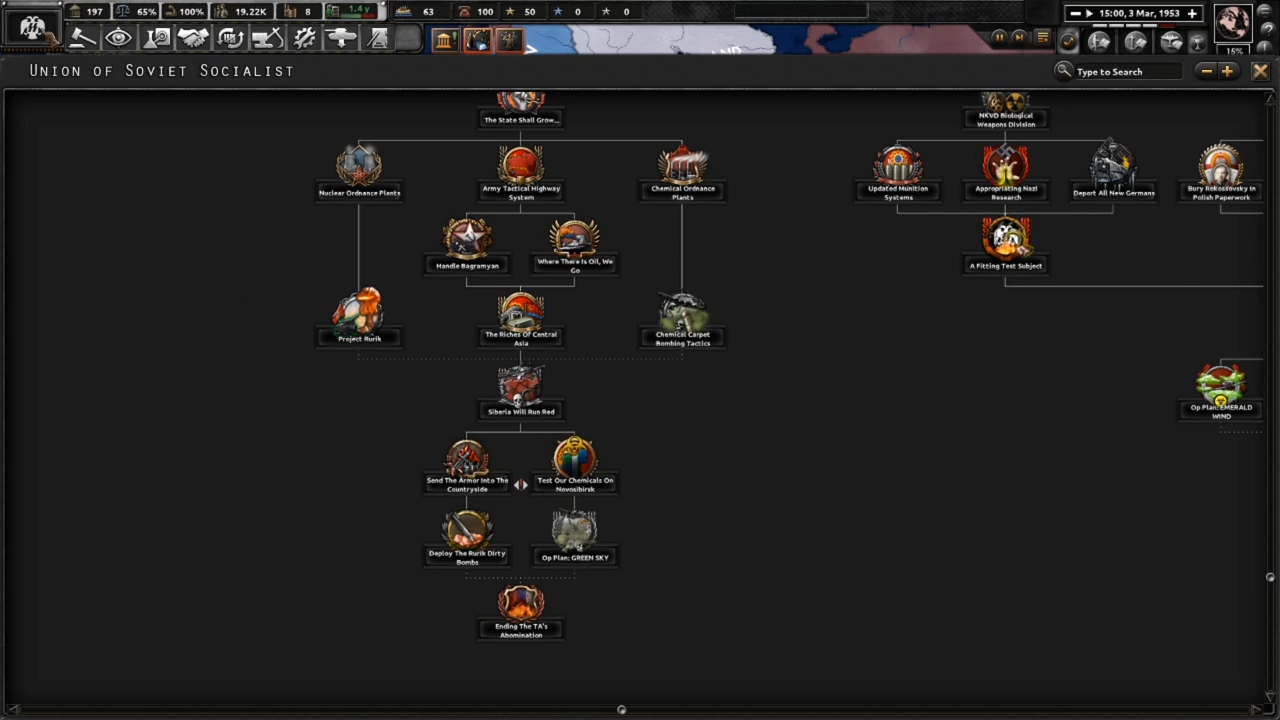 197
65%
100%
19.22K
8
1.4y
63
100
50
0
0
15:00, 3 Mar, 1953
15%
Union of Soviet Socialist
Type to Search
The State Shall Grow...
NKVD Biological
Weapons Division
Nuclear Ordnance Plants
Army Tactical Highway
System
Chemical Ordnance
Plants
Updated Munition
Systems
Appropriating Nazi
Research
Deport All New Germans
Bury Rokossovsky In
Polish Paperwork
Handle Bagramyan
Where There Is Oil, We
Go
A Fitting Test Subject
Project Rurik
The Riches Of Central
Asia
Chemical Carpet
Bombing Tactics
Siberia Will Run Red
Op Plan: EMERALD
WIND
Send The Armor Into The
Countryside
Test Our Chemicals On
Novosibirsk
Deploy The Rurik Dirty
Bombs
Op Plan: GREEN SKY
Ending The TA's
Abomination